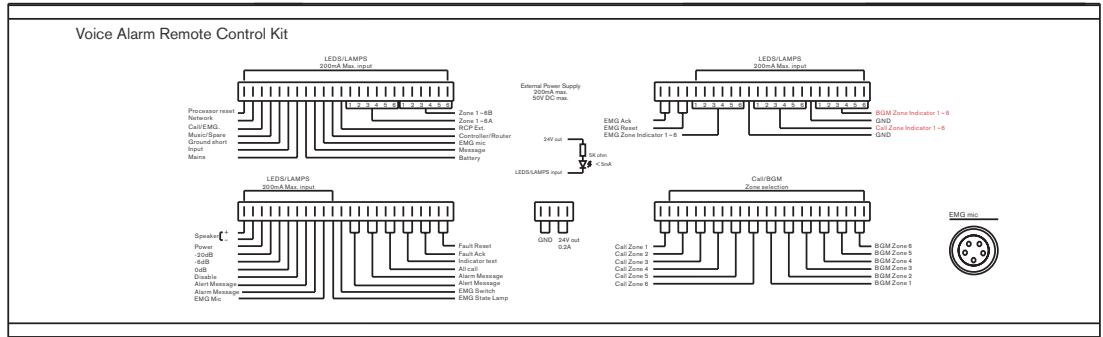 Voice Alarm Remote Control Kit
LEDS/LAMPS
200mA Max. input
1 2 3 4 5 6 1 2 3 4 5 6
Processor reset
Network
Call/EMG.
Music/Spare
Ground short
Input
Mains
Zone 1~6B
Zone 1~6A
RCP Ext.
Controller/Router
EMG mic
Message
Battery
External Power Supply
200mA max.
50V DC max.
24V out
5K ohm
<5mA
LEDS/LAMPS input
LEDS/LAMPS
200mA Max. input
1 2 3 4 5 6 1 2 3 4 5 6 1 2 3 4 5 6
EMG Ack
EMG Reset
EMG Zone Indicator 1~6
BGM Zone Indicator 1~6
GND
Call Zone Indicator 1~6
GND
LEDS/LAMPS
200mA Max. input
Speaker + –
Power
-20dB
-6dB
0dB
Disable
Alert Message
Alarm Message
EMG Mic
Fault Reset
Fault Ack
Indicator test
All call
Alarm Message
Alert Message
EMG Switch
EMG State Lamp
GND 24V out
0.2A
Call/BGM
Zone selection
Call Zone 1
Call Zone 2
Call Zone 3
Call Zone 4
Call Zone 5
Call Zone 6
BGM Zone 6
BGM Zone 5
BGM Zone 4
BGM Zone 3
BGM Zone 2
BGM Zone 1
EMG mic